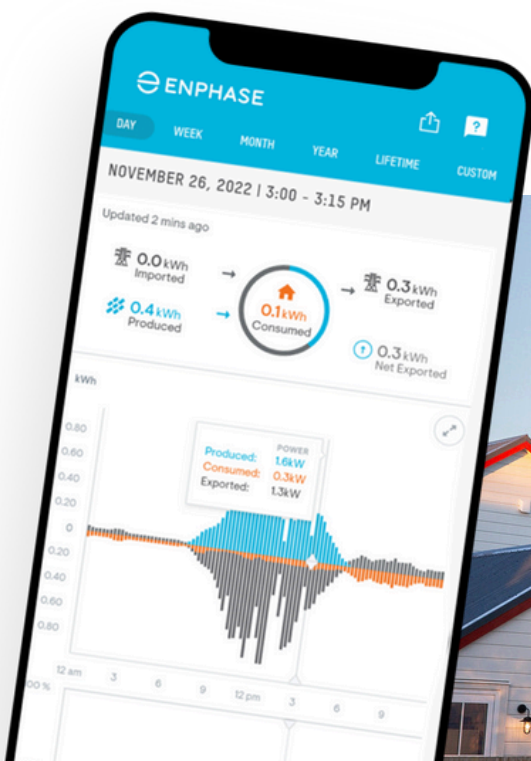 ENPHASE
?
DAY WEEK MONTH YEAR LIFETIME CUSTOM
NOVEMBER 26, 2022 | 3:00 - 3:15 PM
Updated 2 mins ago
0.0 kWh
Imported
0.3 kWh
Exported
0.4 kWh
Produced
0.1 kWh
Consumed
0.3 kWh
Net Exported
kWh
POWER
Produced: 1.6kW
Consumed: 0.3kW
Exported: 1.3kW
0.80
0.60
0.40
0.20
0
0.20
0.40
0.60
0.80
12 am 3 6 9 12 pm 3 6 9
00 %